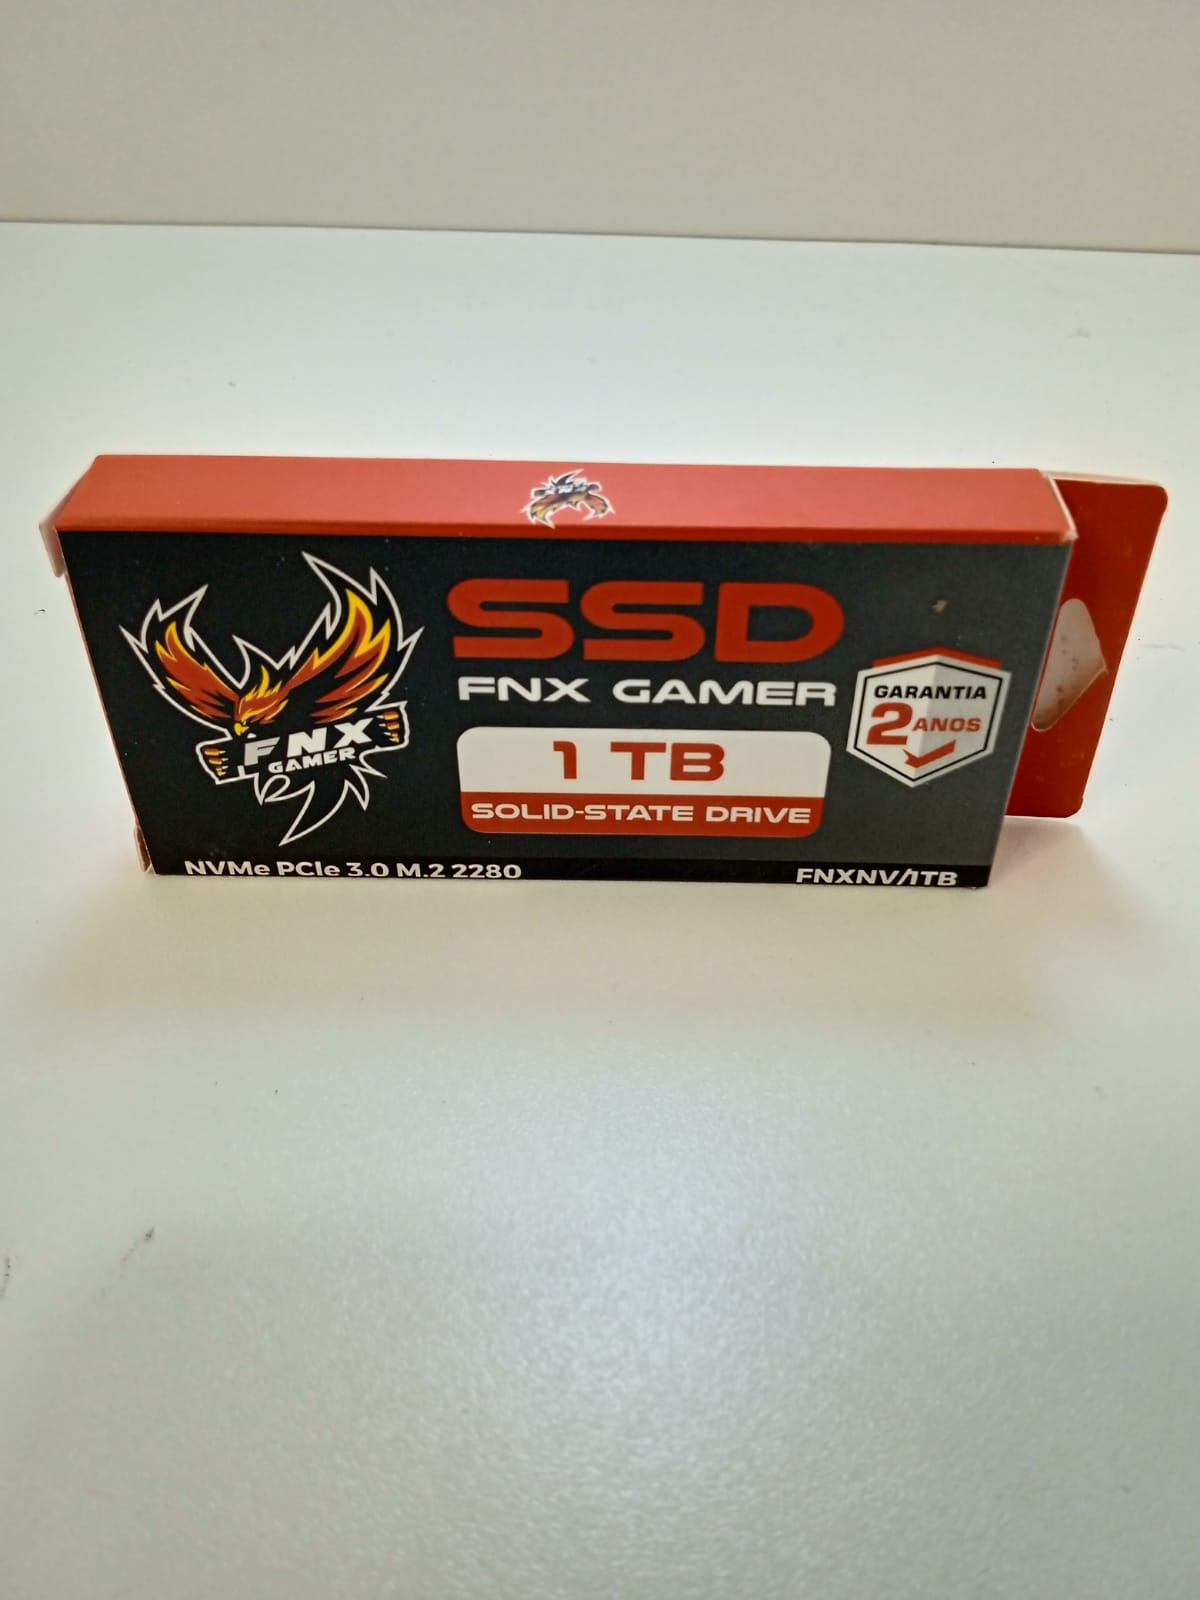 SSD
FNX GAMER
1 TB
SOLID-STATE DRIVE
GARANTIA
2 ANOS
FNX
GAMER
NVMe PCIe 3.0 M.2 2280
FNXNV/1TB